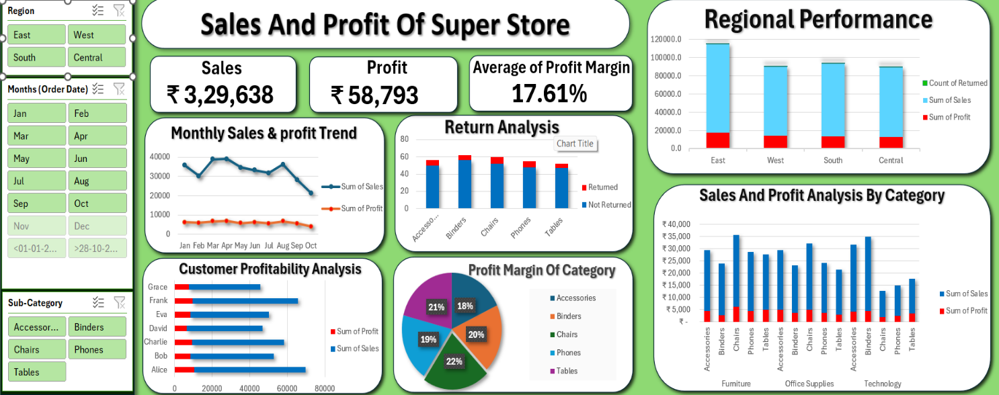 Region
East West
South Central
Months (Order Date)
Jan Feb
Mar Apr
May Jun
Jul Aug
Sep Oct
Nov Dec
<01-01-2... >28-10-2...
Sub-Category
Accessor... Binders
Chairs Phones
Tables
Sales And Profit Of Super Store
Sales
₹ 3,29,638
Profit
₹ 58,793
Average of Profit Margin
17.61%
Monthly Sales & profit Trend
40000
30000
20000
10000
0
Jan Feb Mar Apr May Jun Jul Aug Sep Oct
Sum of Sales
Sum of Profit
Return Analysis
Chart Title
80
60
40
20
0
Accesso...
Binders
Chairs
Phones
Tables
Returned
Not Returned
Customer Profitability Analysis
Grace
Frank
Eva
David
Charlie
Bob
Alice
0 20000 40000 60000 80000
Sum of Profit
Sum of Sales
Profit Margin Of Category
18%
20%
22%
19%
21%
Accessories
Binders
Chairs
Phones
Tables
Regional Performance
120000.0
100000.0
80000.0
60000.0
40000.0
20000.0
0.0
East West South Central
Count of Returned
Sum of Sales
Sum of Profit
Sales And Profit Analysis By Category
₹ 40,000
₹ 35,000
₹ 30,000
₹ 25,000
₹ 20,000
₹ 15,000
₹ 10,000
₹ 5,000
₹ -
Accessories
Binders
Chairs
Phones
Tables
Accessories
Binders
Chairs
Phones
Tables
Accessories
Binders
Chairs
Phones
Tables
Furniture Office Supplies Technology
Sum of Sales
Sum of Profit